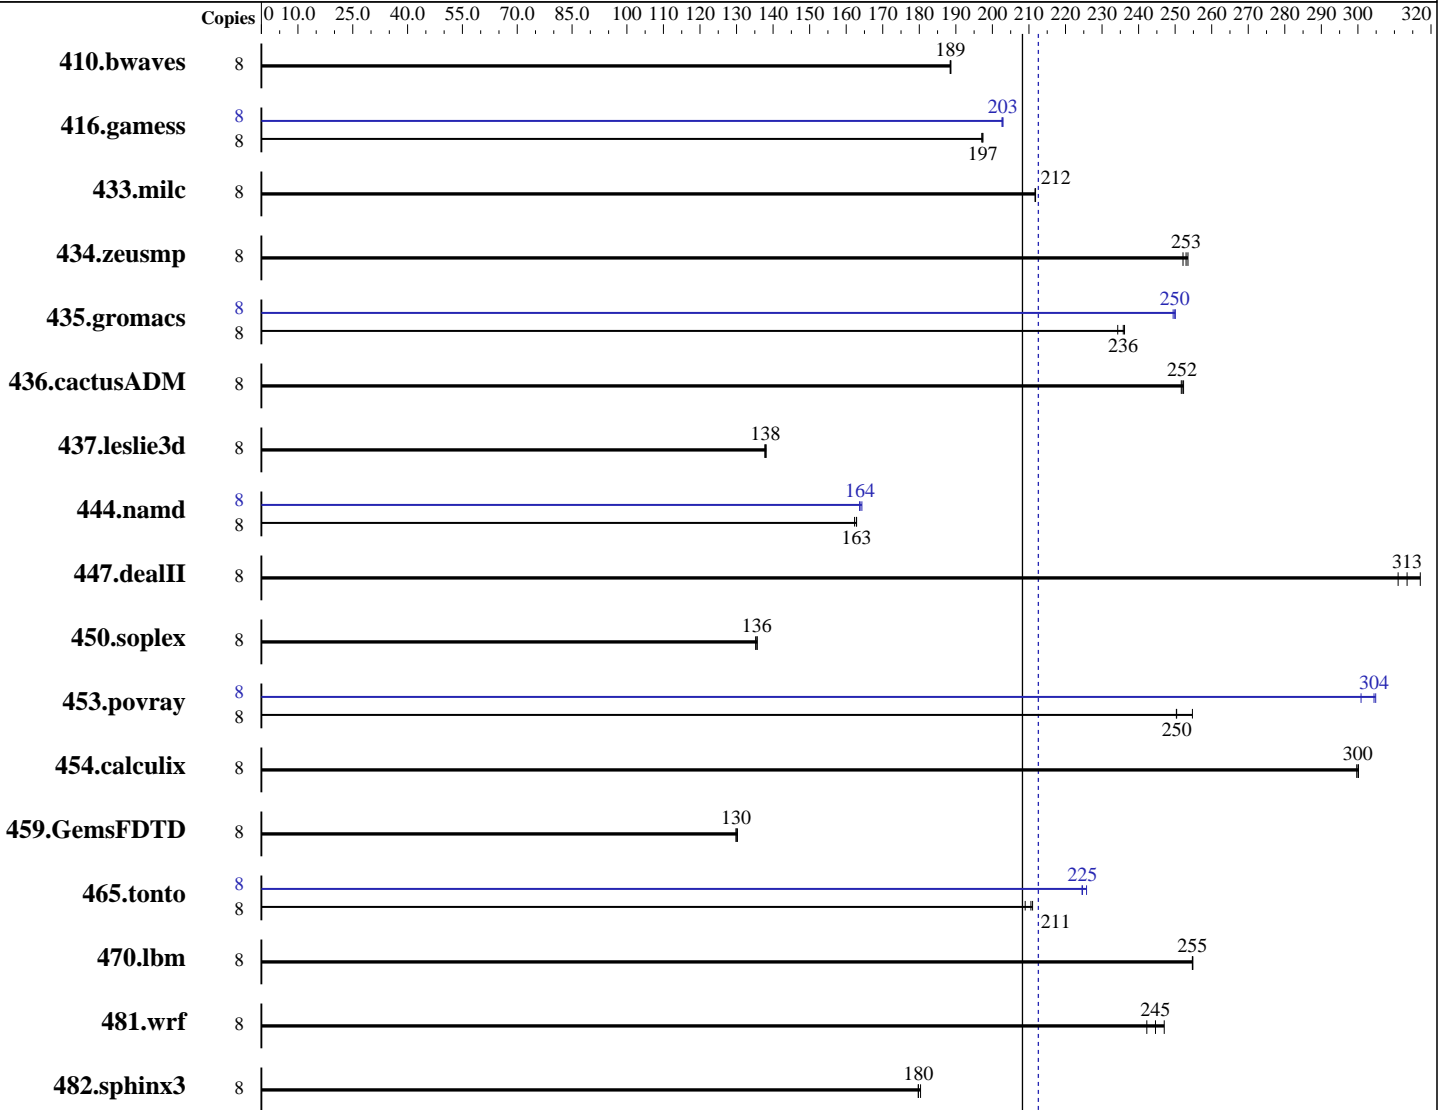 Copies 0 10.0 25.0 40.0 55.0 70.0 85.0 100 110 120 130 140 150 160 170 180 190 200 210 220 230 240 250 260 270 280 290 300 320
410.bwaves 8 189
416.gamess 8 203
8 197
433.milc 8 212
434.zeusmp 8 253
435.gromacs 8 250
8 236
436.cactusADM 8 252
437.leslie3d 8 138
444.namd 8 164
8 163
447.dealII 8 313
450.soplex 8 136
453.povray 8 304
8 250
454.calculix 8 300
459.GemsFDTD 8 130
465.tonto 8 225
8 211
470.lbm 8 255
481.wrf 8 245
482.sphinx3 8 180